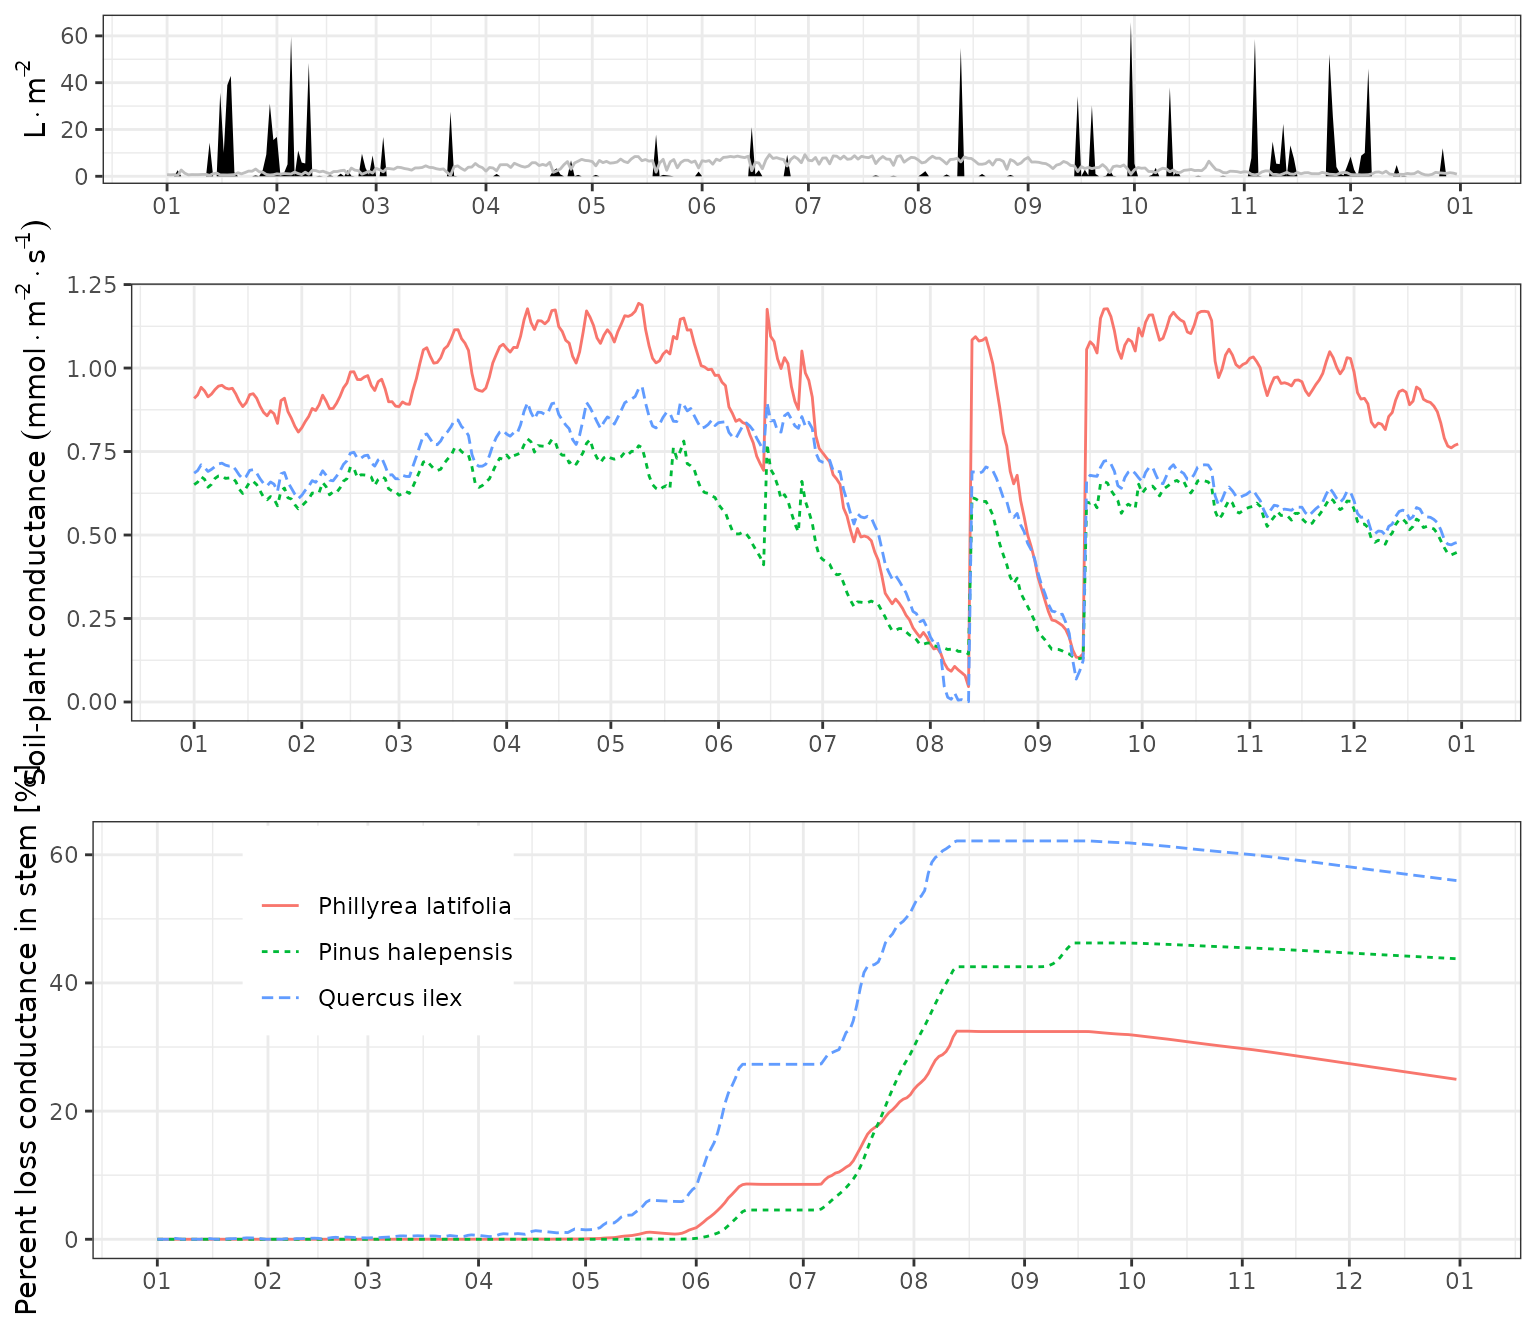 L·m⁻²
60
40
20
0
01 02 03 04 05 06 07 08 09 10 11 12 01
Soil-plant conductance (mmol·m⁻²·s⁻¹)
1.25
1.00
0.75
0.50
0.25
0.00
01 02 03 04 05 06 07 08 09 10 11 12 01
Percent loss conductance in stem [%]
60
40
20
0
Phillyrea latifolia
Pinus halepensis
Quercus ilex
01 02 03 04 05 06 07 08 09 10 11 12 01